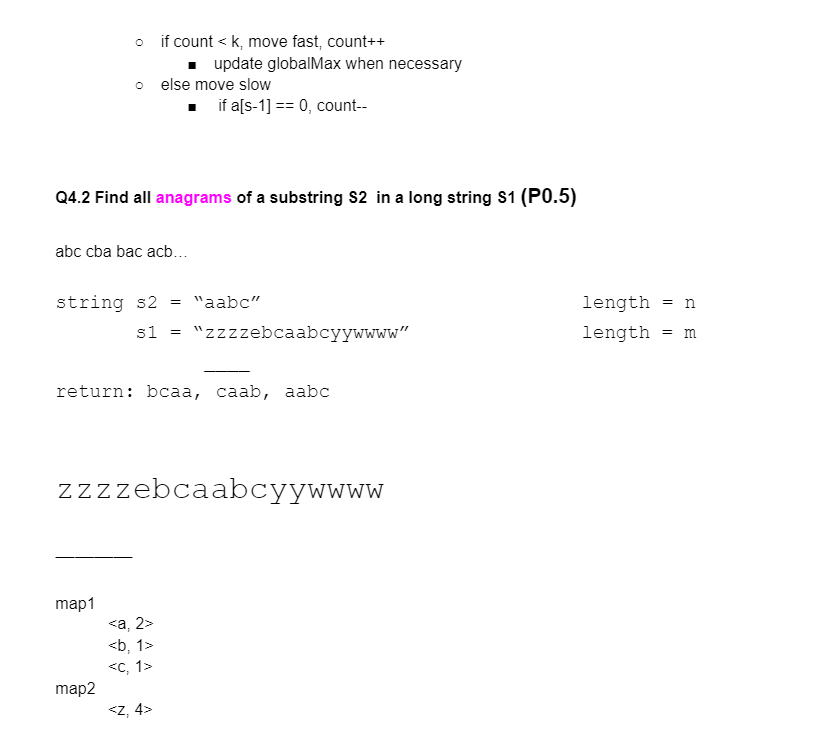 ○ if count < k, move fast, count++
■ update globalMax when necessary
○ else move slow
■ if a[s-1] == 0, count--
Q4.2 Find all anagrams of a substring S2  in a long string S1 (P0.5)
abc cba bac acb…
string s2 = “aabc” length = n
s1 = “zzzzebcaabcyywwww” length = m
____
return: bcaa, caab, aabc
zzzzebcaabcyywwww
____
map1
<a, 2>
<b, 1>
<c, 1>
map2
<z, 4>